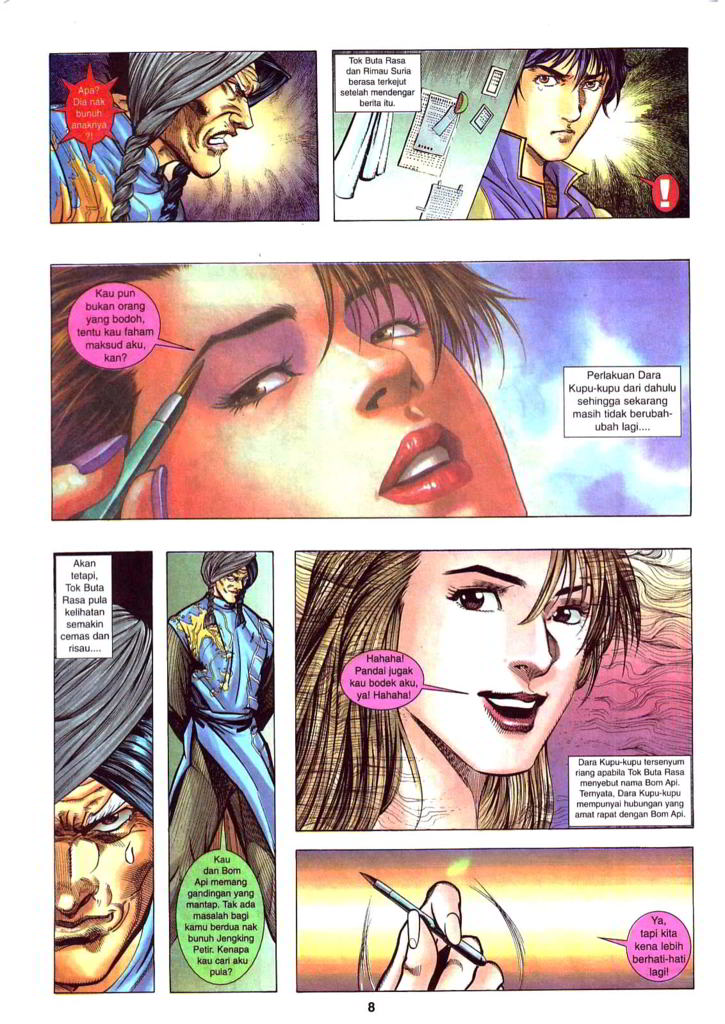 Apa?
Dia nak
bunuh
anaknya
?!
Tok Buta Rasa
dan Rimau Suria
berasa terkejut
setelah mendengar
berita itu.
!
Kau pun
bukan orang
yang bodoh,
tentu kau faham
maksud aku,
kan?
Perlakuan Dara
Kupu-kupu dari dahulu
sehingga sekarang
masih tidak berubah-
ubah lagi....
Akan
tetapi,
Tok Buta
Rasa pula
kelihatan
semakin
cemas dan
risau....
Kau
dan Bom
Api memang
gandingan yang
mantap. Tak ada
masalah bagi
kamu berdua nak
bunuh Jengking
Petir. Kenapa
kau cari aku
pula?
Hahaha!
Pandai jugak
kau bodek aku,
ya! Hahaha!
Dara Kupu-kupu tersenyum
riang apabila Tok Buta Rasa
menyebut nama Bom Api.
Ternyata, Dara Kupu-kupu
mempunyai hubungan yang
amat rapat dengan Bom Api.
Ya,
tapi kita
kena lebih
berhati-hati
lagi!
8